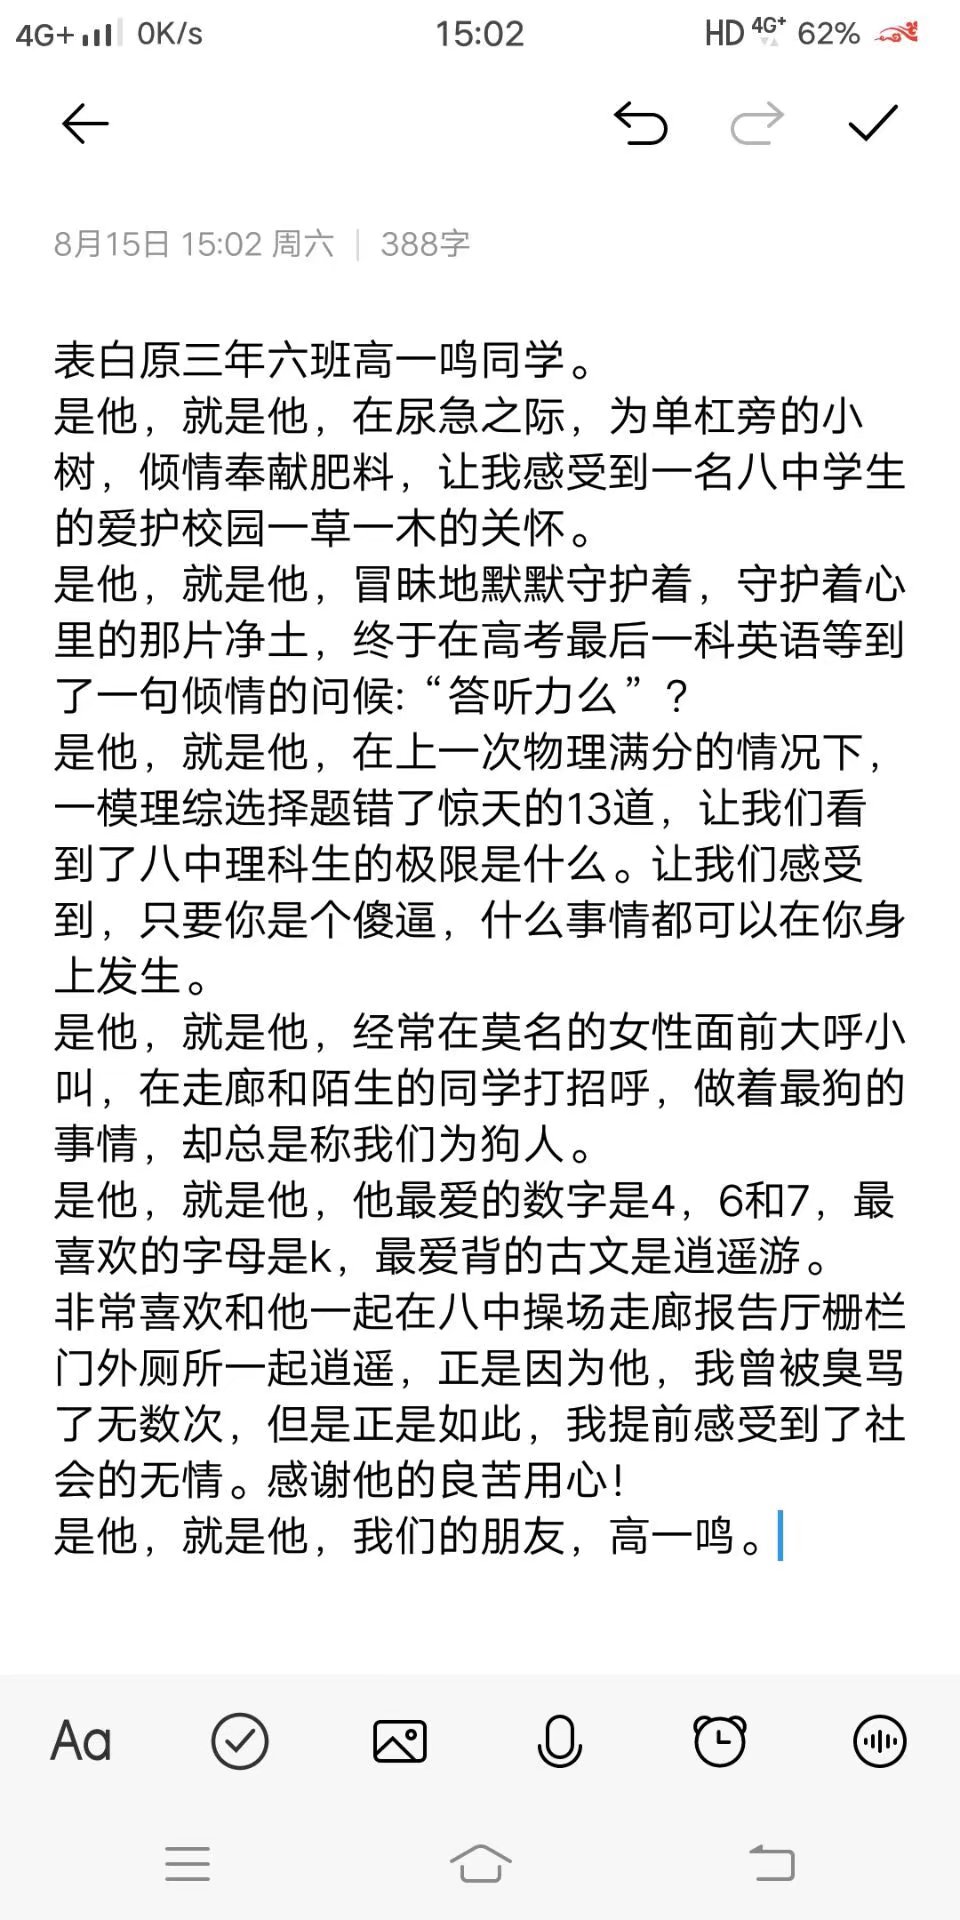 4G+ 0K/s 15:02 HD 4G+ 62%
8月15日 15:02 周六 388字
表白原三年六班高一鸣同学。
是他，就是他，在尿急之际，为单杠旁的小
树，倾情奉献肥料，让我感受到一名八中学生
的爱护校园一草一木的关怀。
是他，就是他，冒昧地默默守护着，守护着心
里的那片净土，终于在高考最后一科英语等到
了一句倾情的问候：“答听力么”？
是他，就是他，在上一次物理满分的情况下，
一模理综选择题错了惊天的13道，让我们看
到了八中理科生的极限是什么。让我们感受
到，只要你是个傻逼，什么事情都可以在你身
上发生。
是他，就是他，经常在莫名的女性面前大呼小
叫，在走廊和陌生的同学打招呼，做着最狗的
事情，却总是称我们为狗人。
是他，就是他，他最爱的数字是4，6和7，最
喜欢的字母是k，最爱背的古文是逍遥游。
非常喜欢和他一起在八中操场走廊报告厅栅栏
门外厕所一起逍遥，正是因为他，我曾被臭骂
了无数次，但是正是如此，我提前感受到了社
会的无情。感谢他的良苦用心！
是他，就是他，我们的朋友，高一鸣。
Aa